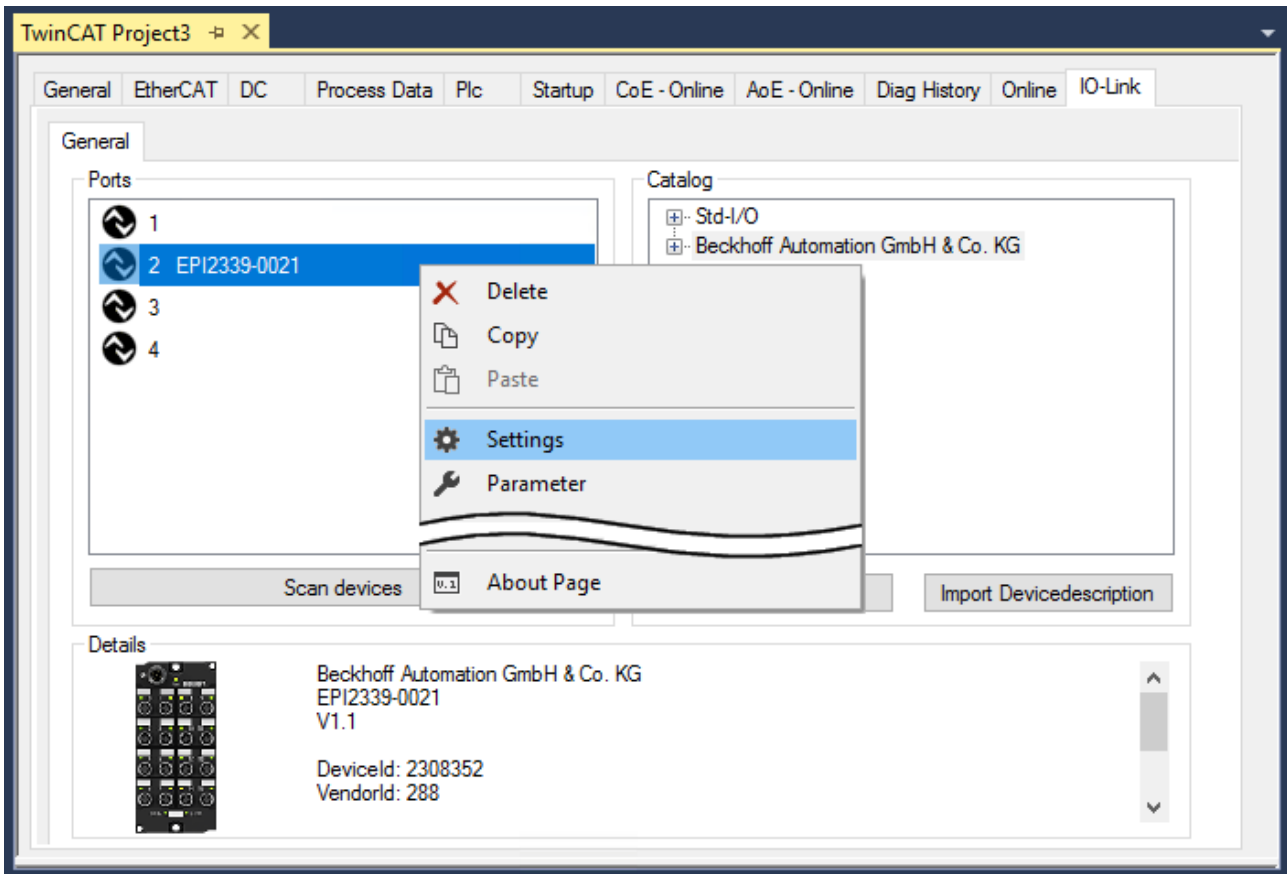 TwinCAT Project3
General EtherCAT DC Process Data Plc Startup CoE - Online AoE - Online Diag History Online IO-Link
General
Ports
1
2 EPI2339-0021
3
4
Catalog
Std-I/O
Beckhoff Automation GmbH & Co. KG
Delete
Copy
Paste
Settings
Parameter
About Page
Scan devices
Import Devicedescription
Details
Beckhoff Automation GmbH & Co. KG
EPI2339-0021
V1.1
DeviceId: 2308352
VendorId: 288